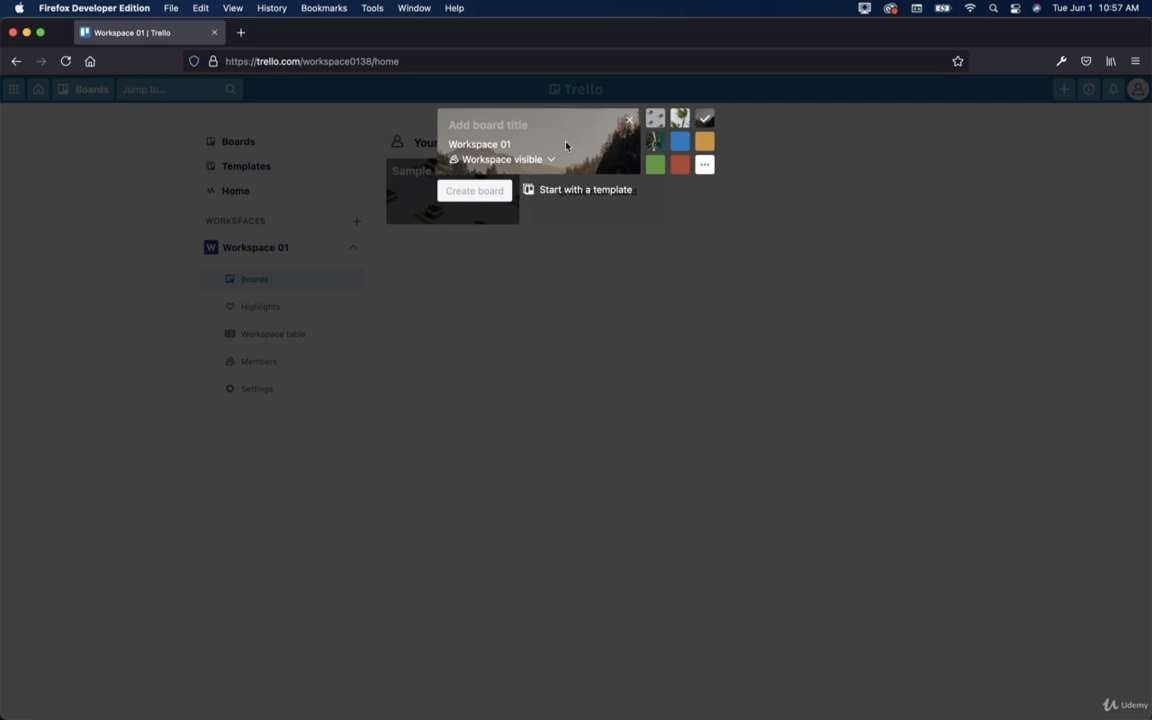 Firefox Developer Edition File Edit View History Bookmarks Tools Window Help Tue Jun 1 10:57 AM
Workspace 01 | Trello
https://trello.com/workspace0138/home
Boards Jump to... Trello
Add board title
Workspace 01
Workspace visible
Create board Start with a template
Boards
Templates
Home
WORKSPACES
Workspace 01
Boards
Highlights
Workspace table
Members
Settings
You
Sample
Udemy